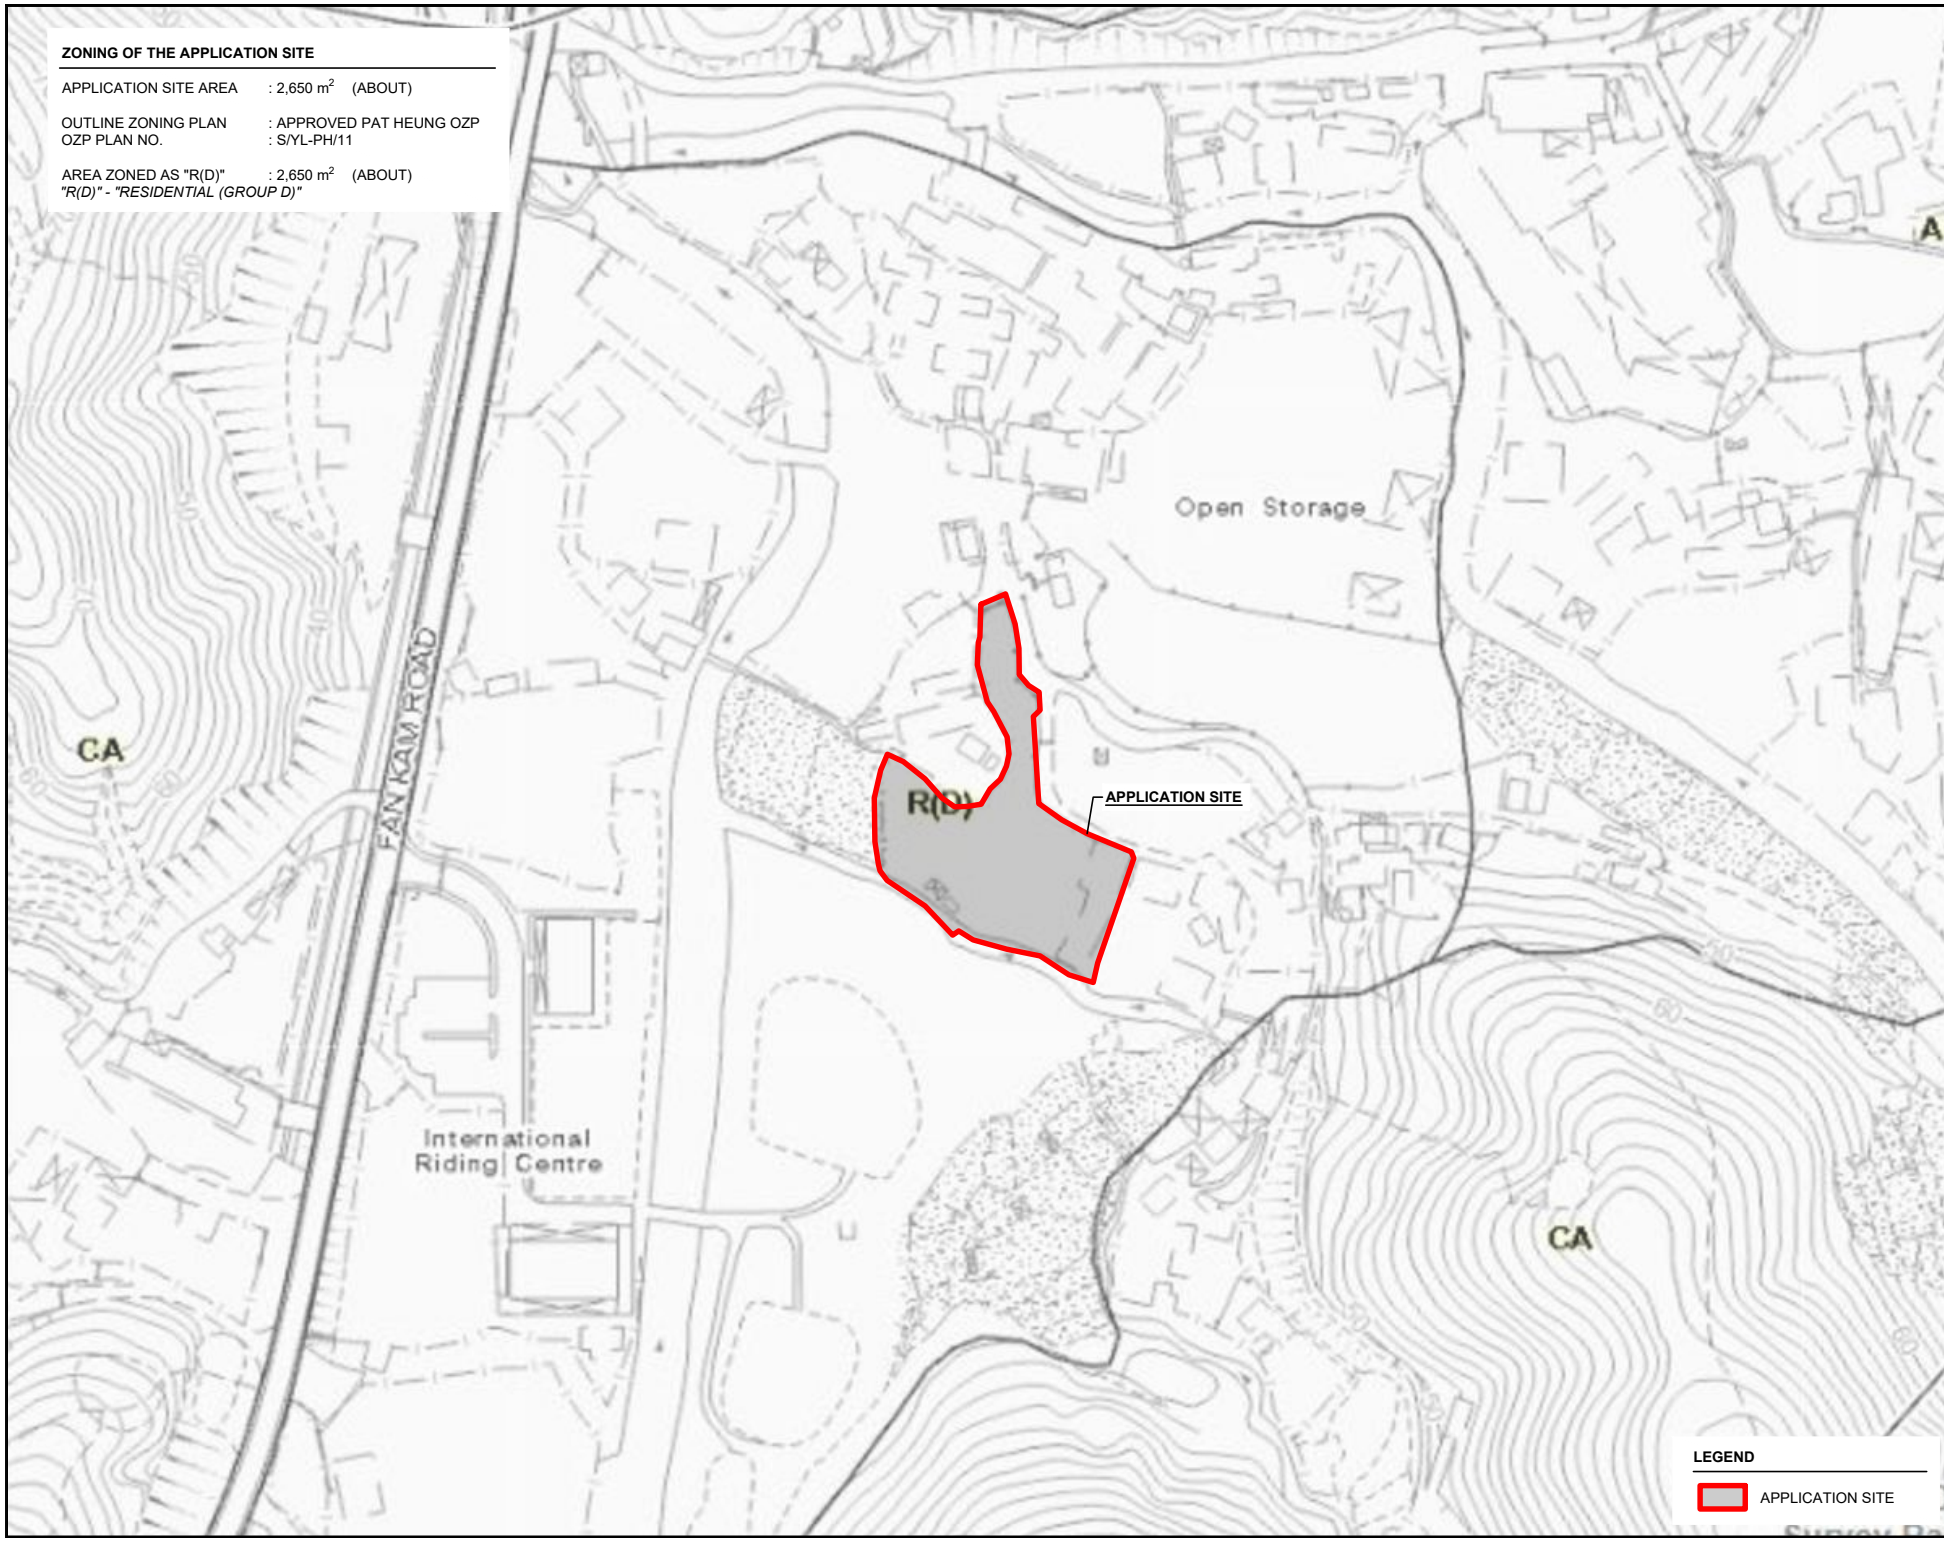 ZONING OF THE APPLICATION SITE
APPLICATION SITE AREA : 2,650 m² (ABOUT)
OUTLINE ZONING PLAN : APPROVED PAT HEUNG OZP
OZP PLAN NO. : S/YL-PH/11
AREA ZONED AS "R(D)" : 2,650 m² (ABOUT)
"R(D)" - "RESIDENTIAL (GROUP D)"
A
Open Storage
FAN KAM ROAD
CA
R(D)
APPLICATION SITE
60
International
Riding Centre
CA
60
LEGEND
APPLICATION SITE